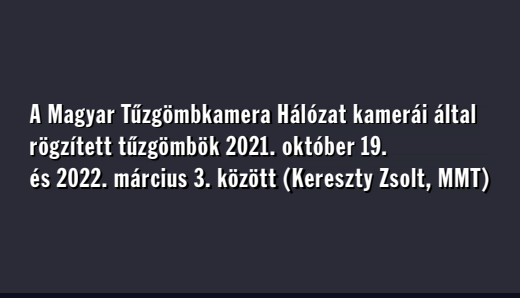 A Magyar Tűzgömbkamera Hálózat kamerái által
rögzített tűzgömbök 2021. október 19.
és 2022. március 3. között (Kereszty Zsolt, MMT)